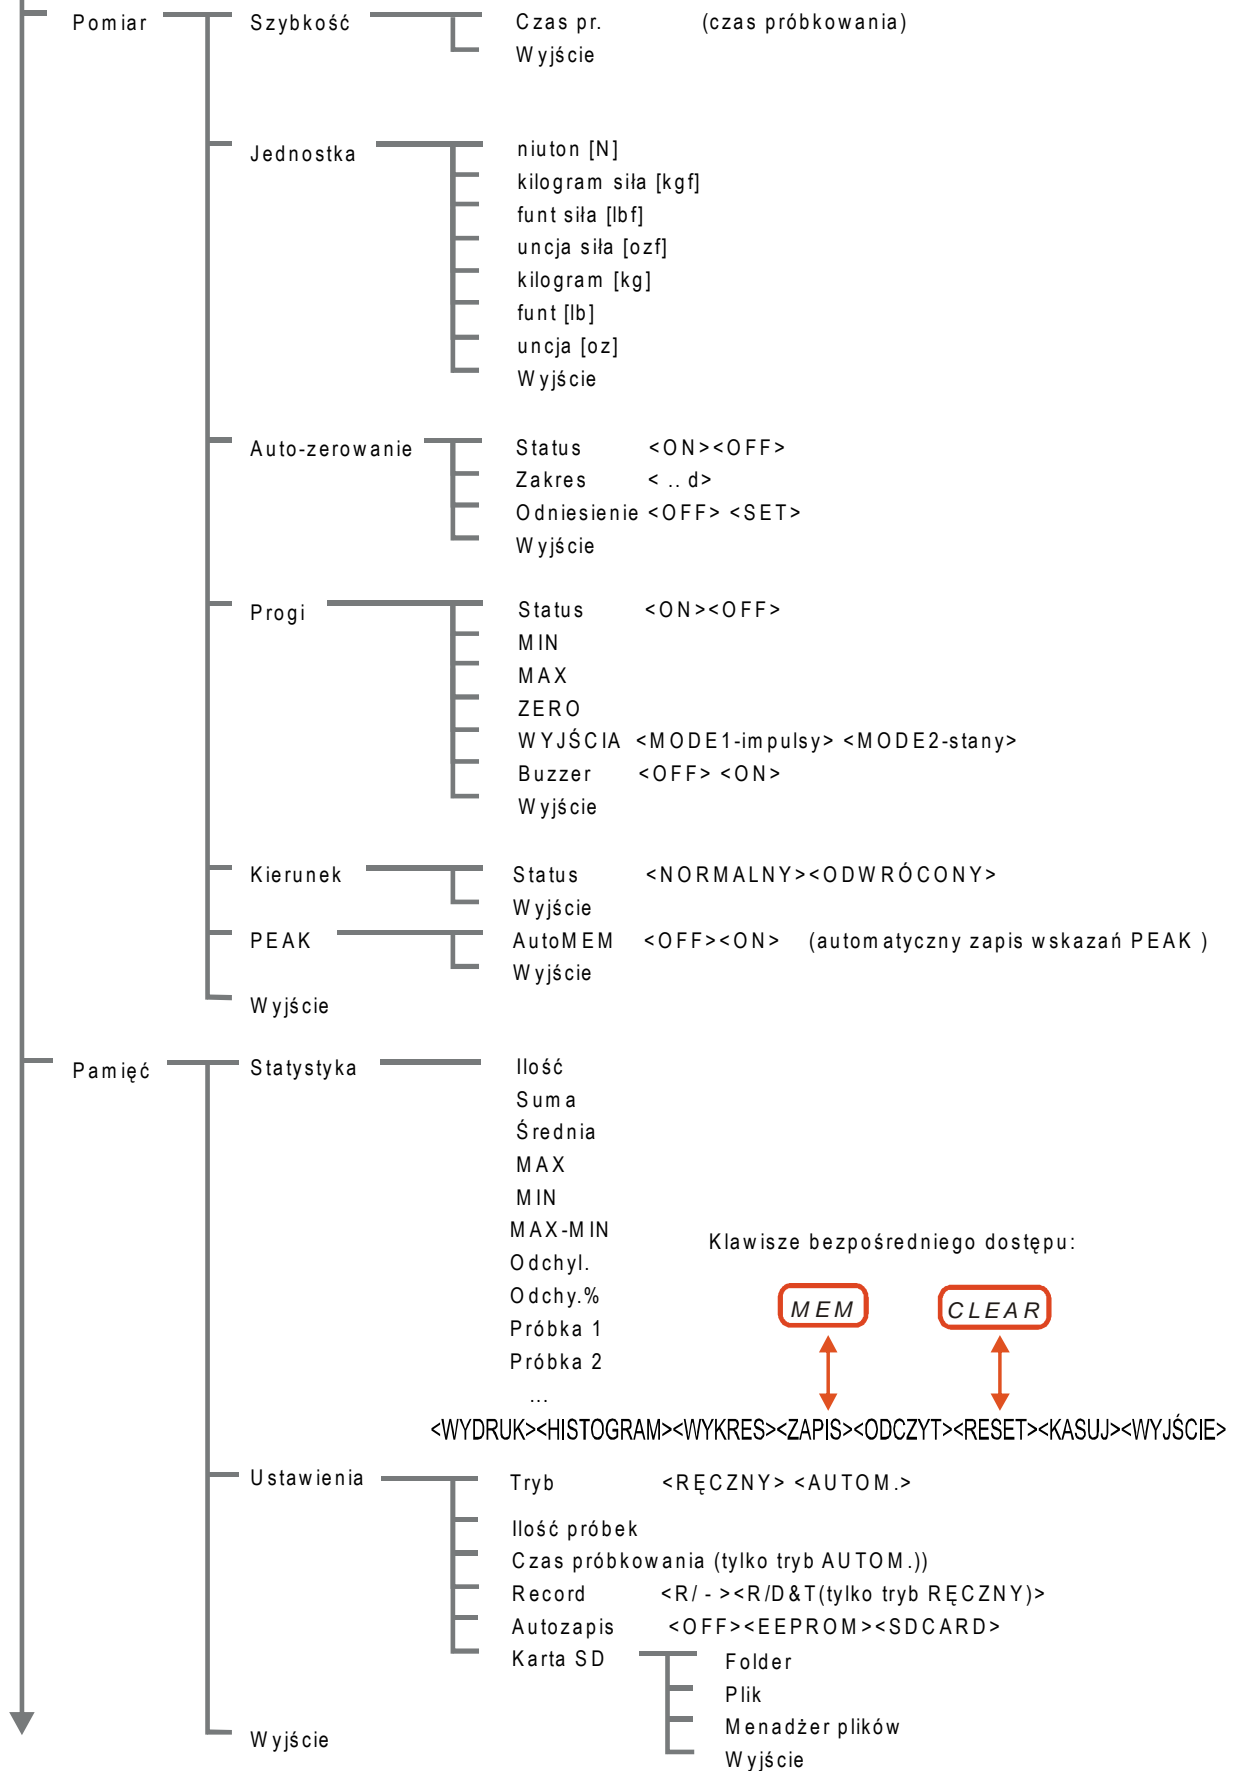 Pomiar Szybkość Czas pr. (czas próbkowania)
Wyjście
Jednostka niuton [N]
kilogram siła [kgf]
funt siła [lbf]
uncja siła [ozf]
kilogram [kg]
funt [lb]
uncja [oz]
Wyjście
Auto-zerowanie Status <ON><OFF>
Zakres < .. d>
Odniesienie <OFF> <SET>
Wyjście
Progi Status <ON><OFF>
MIN
MAX
ZERO
WYJŚCIA <MODE1-impulsy> <MODE2-stany>
Buzzer <OFF> <ON>
Wyjście
Kierunek Status <NORMALNY><ODWRÓCONY>
Wyjście
PEAK AutoMEM <OFF><ON> (automatyczny zapis wskazań PEAK )
Wyjście
Wyjście
Pamięć Statystyka Ilość
Suma
Średnia
MAX
MIN
MAX-MIN
Klawisze bezpośredniego dostępu:
Odchyl.
Odchy.%
MEM CLEAR
Próbka 1
Próbka 2
...
<WYDRUK><HISTOGRAM><WYKRES><ZAPIS><ODCZYT><RESET><KASUJ><WYJŚCIE>
Ustawienia Tryb <RĘCZNY> <AUTOM.>
Ilość próbek
Czas próbkowania (tylko tryb AUTOM.))
Record <R/ - ><R/D&T(tylko tryb RĘCZNY)>
Autozapis <OFF><EEPROM><SDCARD>
Karta SD Folder
Plik
Menadżer plików
Wyjście
Wyjście